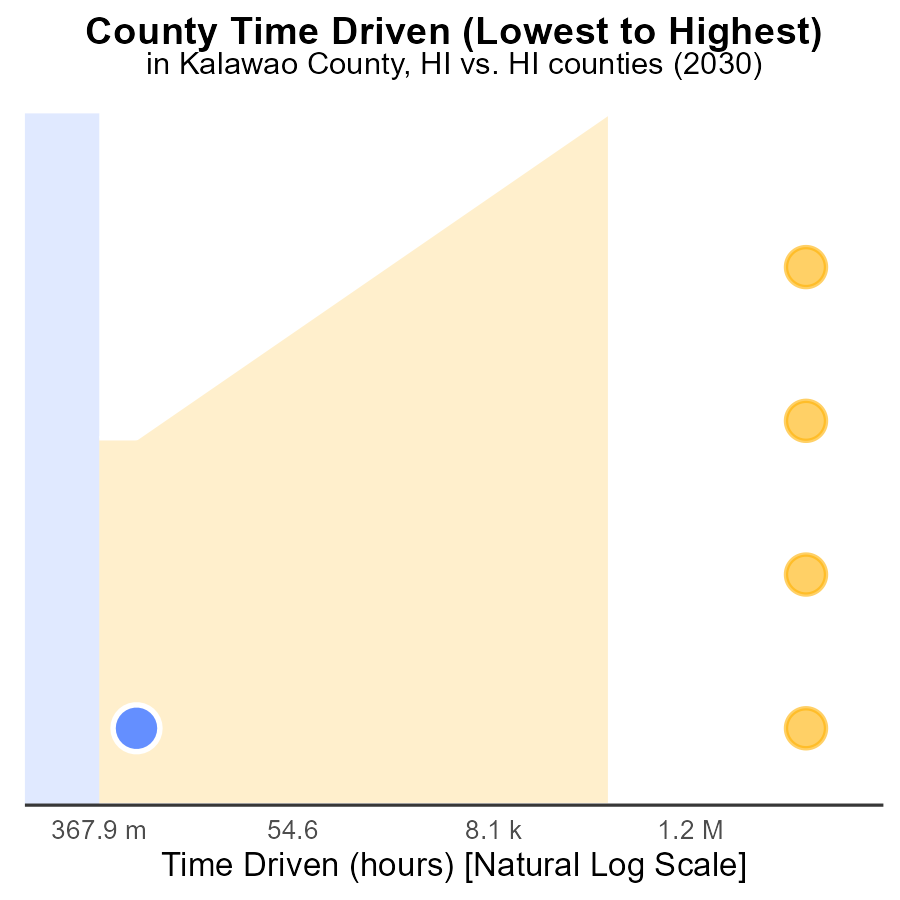 County Time Driven (Lowest to Highest)
in Kalawao County, HI vs. HI counties (2030)
367.9 m 54.6 8.1 k 1.2 M
Time Driven (hours) [Natural Log Scale]